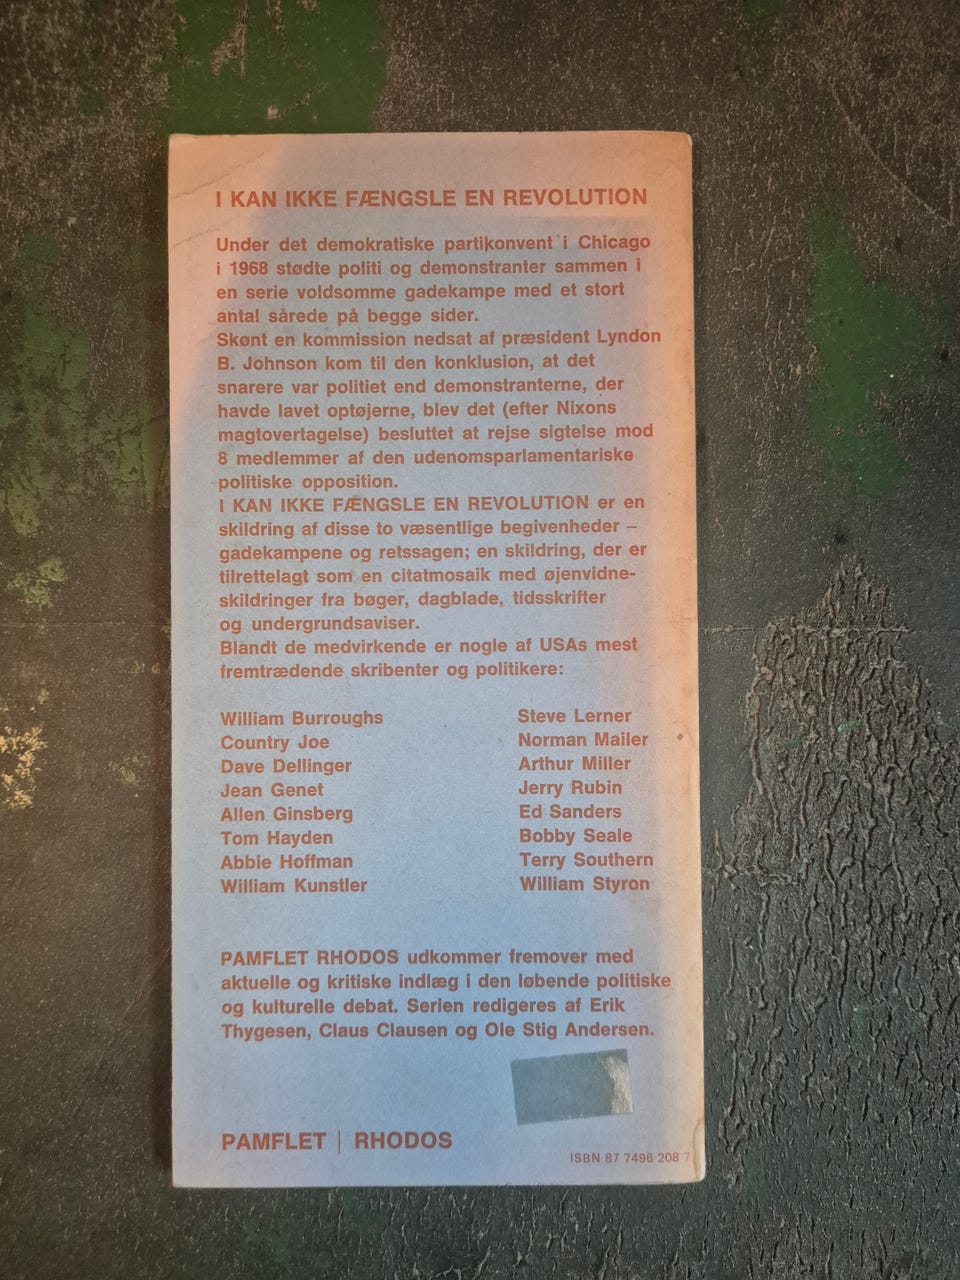 I KAN IKKE FÆNGSLE EN REVOLUTION
Under det demokratiske partikonvent i Chicago
i 1968 stødte politi og demonstranter sammen i
en serie voldsomme gadekampe med et stort
antal sårede på begge sider.
Skønt en kommission nedsat af præsident Lyndon
B. Johnson kom til den konklusion, at det
snarere var politiet end demonstranterne, der
havde lavet optøjerne, blev det (efter Nixons
magtovertagelse) besluttet at rejse sigtelse mod
8 medlemmer af den udenomsparlamentariske
politiske opposition.
I KAN IKKE FÆNGSLE EN REVOLUTION er en
skildring af disse to væsentlige begivenheder –
gadekampene og retssagen; en skildring, der er
tilrettelagt som en citatmosaik med øjenvidne-
skildringer fra bøger, dagblade, tidsskrifter
og undergrundsaviser.
Blandt de medvirkende er nogle af USAs mest
fremtrædende skribenter og politikere:
William Burroughs
Country Joe
Dave Dellinger
Jean Genet
Allen Ginsberg
Tom Hayden
Abbie Hoffman
William Kunstler
Steve Lerner
Norman Mailer
Arthur Miller
Jerry Rubin
Ed Sanders
Bobby Seale
Terry Southern
William Styron
PAMFLET RHODOS udkommer fremover med
aktuelle og kritiske indlæg i den løbende politiske
og kulturelle debat. Serien redigeres af Erik
Thygesen, Claus Clausen og Ole Stig Andersen.
PAMFLET | RHODOS
ISBN 87 7496 208 7